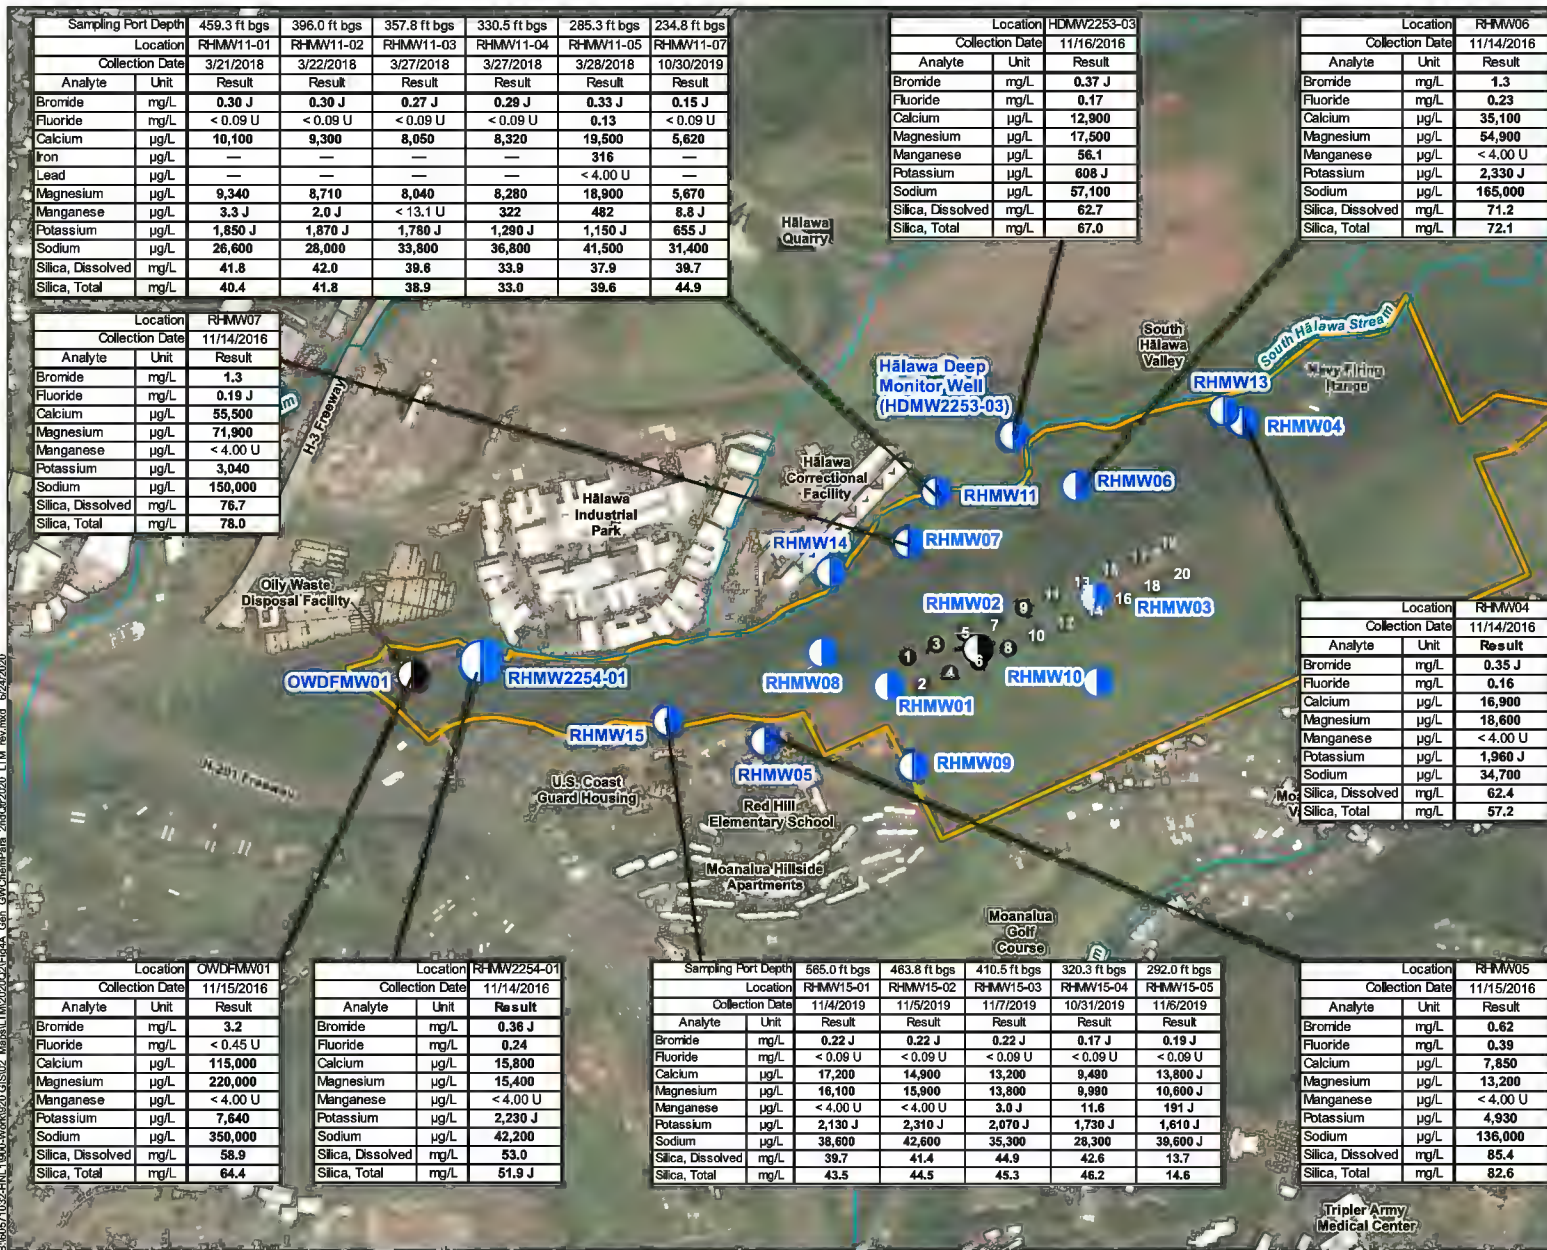 Sampling Port Depth 459.3 ft bgs 396.0 ft bgs 357.8 ft bgs 330.5 ft bgs 285.3 ft bgs 234.8 ft bgs
Location RHMW11-01 RHMW11-02 RHMW11-03 RHMW11-04 RHMW11-05 RHMW11-07
Collection Date 3/21/2018 3/22/2018 3/27/2018 3/27/2018 3/28/2018 10/30/2019
Analyte Unit Result Result Result Result Result Result
Bromide mg/L 0.30 J 0.30 J 0.27 J 0.29 J 0.33 J 0.15 J
Fluoride mg/L < 0.09 U < 0.09 U < 0.09 U < 0.09 U 0.13 < 0.09 U
Calcium µg/L 10,100 9,300 8,050 8,320 19,500 5,620
Iron µg/L — — — — 316 —
Lead µg/L — — — — < 4.00 U —
Magnesium µg/L 9,340 8,710 8,040 8,280 18,900 5,670
Manganese µg/L 3.3 J 2.0 J < 13.1 U 322 482 8.8 J
Potassium µg/L 1,850 J 1,870 J 1,780 J 1,290 J 1,150 J 655 J
Sodium µg/L 26,600 28,000 33,800 36,800 41,500 31,400
Silica, Dissolved mg/L 41.8 42.0 39.6 33.9 37.9 39.7
Silica, Total mg/L 40.4 41.8 38.9 33.0 39.6 44.9
Location HDMW2253-03
Collection Date 11/16/2016
Analyte Unit Result
Bromide mg/L 0.37 J
Fluoride mg/L 0.17
Calcium µg/L 12,900
Magnesium µg/L 17,500
Manganese µg/L 56.1
Potassium µg/L 608 J
Sodium µg/L 57,100
Silica, Dissolved mg/L 62.7
Silica, Total mg/L 67.0
Location RHMW06
Collection Date 11/14/2016
Analyte Unit Result
Bromide mg/L 1.3
Fluoride mg/L 0.23
Calcium µg/L 35,100
Magnesium µg/L 54,900
Manganese µg/L < 4.00 U
Potassium µg/L 2,330 J
Sodium µg/L 165,000
Silica, Dissolved mg/L 71.2
Silica, Total mg/L 72.1
Location RHMW07
Collection Date 11/14/2016
Analyte Unit Result
Bromide mg/L 1.3
Fluoride mg/L 0.19 J
Calcium µg/L 55,500
Magnesium µg/L 71,900
Manganese µg/L < 4.00 U
Potassium µg/L 3,040
Sodium µg/L 150,000
Silica, Dissolved mg/L 76.7
Silica, Total mg/L 78.0
Hālawa
Quarry
H-3 Freeway
South
Hālawa
Valley
South Hālawa Stream
Navy Firing
Range
Hālawa Deep
Monitor Well
(HDMW2253-03)
RHMW13
RHMW04
Hālawa
Correctional
Facility
RHMW11
RHMW06
Hālawa
Industrial
Park
RHMW14
RHMW07
Oily Waste
Disposal Facility
RHMW02
RHMW03
1
2
3
4
5
6
7
8
9
10
11
13
14
16
18
20
OWDFMW01
RHMW2254-01
RHMW08
RHMW01
RHMW10
RHMW15
RHMW05
RHMW09
U.S. Coast
Guard Housing
Red Hill
Elementary School
Moanalua Hillside
Apartments
Moanalua
Golf
Course
Location RHMW04
Collection Date 11/14/2016
Analyte Unit Result
Bromide mg/L 0.35 J
Fluoride mg/L 0.16
Calcium µg/L 16,900
Magnesium µg/L 18,600
Manganese µg/L < 4.00 U
Potassium µg/L 1,960 J
Sodium µg/L 34,700
Silica, Dissolved mg/L 62.4
Silica, Total mg/L 57.2
Location OWDFMW01
Collection Date 11/15/2016
Analyte Unit Result
Bromide mg/L 3.2
Fluoride mg/L < 0.45 U
Calcium µg/L 115,000
Magnesium µg/L 220,000
Manganese µg/L < 4.00 U
Potassium µg/L 7,640
Sodium µg/L 350,000
Silica, Dissolved mg/L 58.9
Silica, Total mg/L 64.4
Location RHMW2254-01
Collection Date 11/14/2016
Analyte Unit Result
Bromide mg/L 0.36 J
Fluoride mg/L 0.24
Calcium µg/L 15,800
Magnesium µg/L 15,400
Manganese µg/L < 4.00 U
Potassium µg/L 2,230 J
Sodium µg/L 42,200
Silica, Dissolved mg/L 53.0
Silica, Total mg/L 51.9 J
Sampling Port Depth 565.0 ft bgs 463.8 ft bgs 410.5 ft bgs 320.3 ft bgs 292.0 ft bgs
Location RHMW15-01 RHMW15-02 RHMW15-03 RHMW15-04 RHMW15-05
Collection Date 11/4/2019 11/5/2019 11/7/2019 10/31/2019 11/6/2019
Analyte Unit Result Result Result Result Result
Bromide mg/L 0.22 J 0.22 J 0.22 J 0.17 J 0.19 J
Fluoride mg/L < 0.09 U < 0.09 U < 0.09 U < 0.09 U < 0.09 U
Calcium µg/L 17,200 14,900 13,200 9,490 13,800 J
Magnesium µg/L 16,100 15,900 13,800 9,990 10,600 J
Manganese µg/L < 4.00 U < 4.00 U 3.0 J 11.6 191 J
Potassium µg/L 2,130 J 2,310 J 2,070 J 1,730 J 1,610 J
Sodium µg/L 38,600 42,600 35,300 28,300 39,600 J
Silica, Dissolved mg/L 39.7 41.4 44.9 42.6 13.7
Silica, Total mg/L 43.5 44.5 45.3 46.2 14.6
Location RHMW05
Collection Date 11/15/2016
Analyte Unit Result
Bromide mg/L 0.62
Fluoride mg/L 0.39
Calcium µg/L 7,850
Magnesium µg/L 13,200
Manganese µg/L < 4.00 U
Potassium µg/L 4,930
Sodium µg/L 136,000
Silica, Dissolved mg/L 85.4
Silica, Total mg/L 82.6
Tripler Army
Medical Center